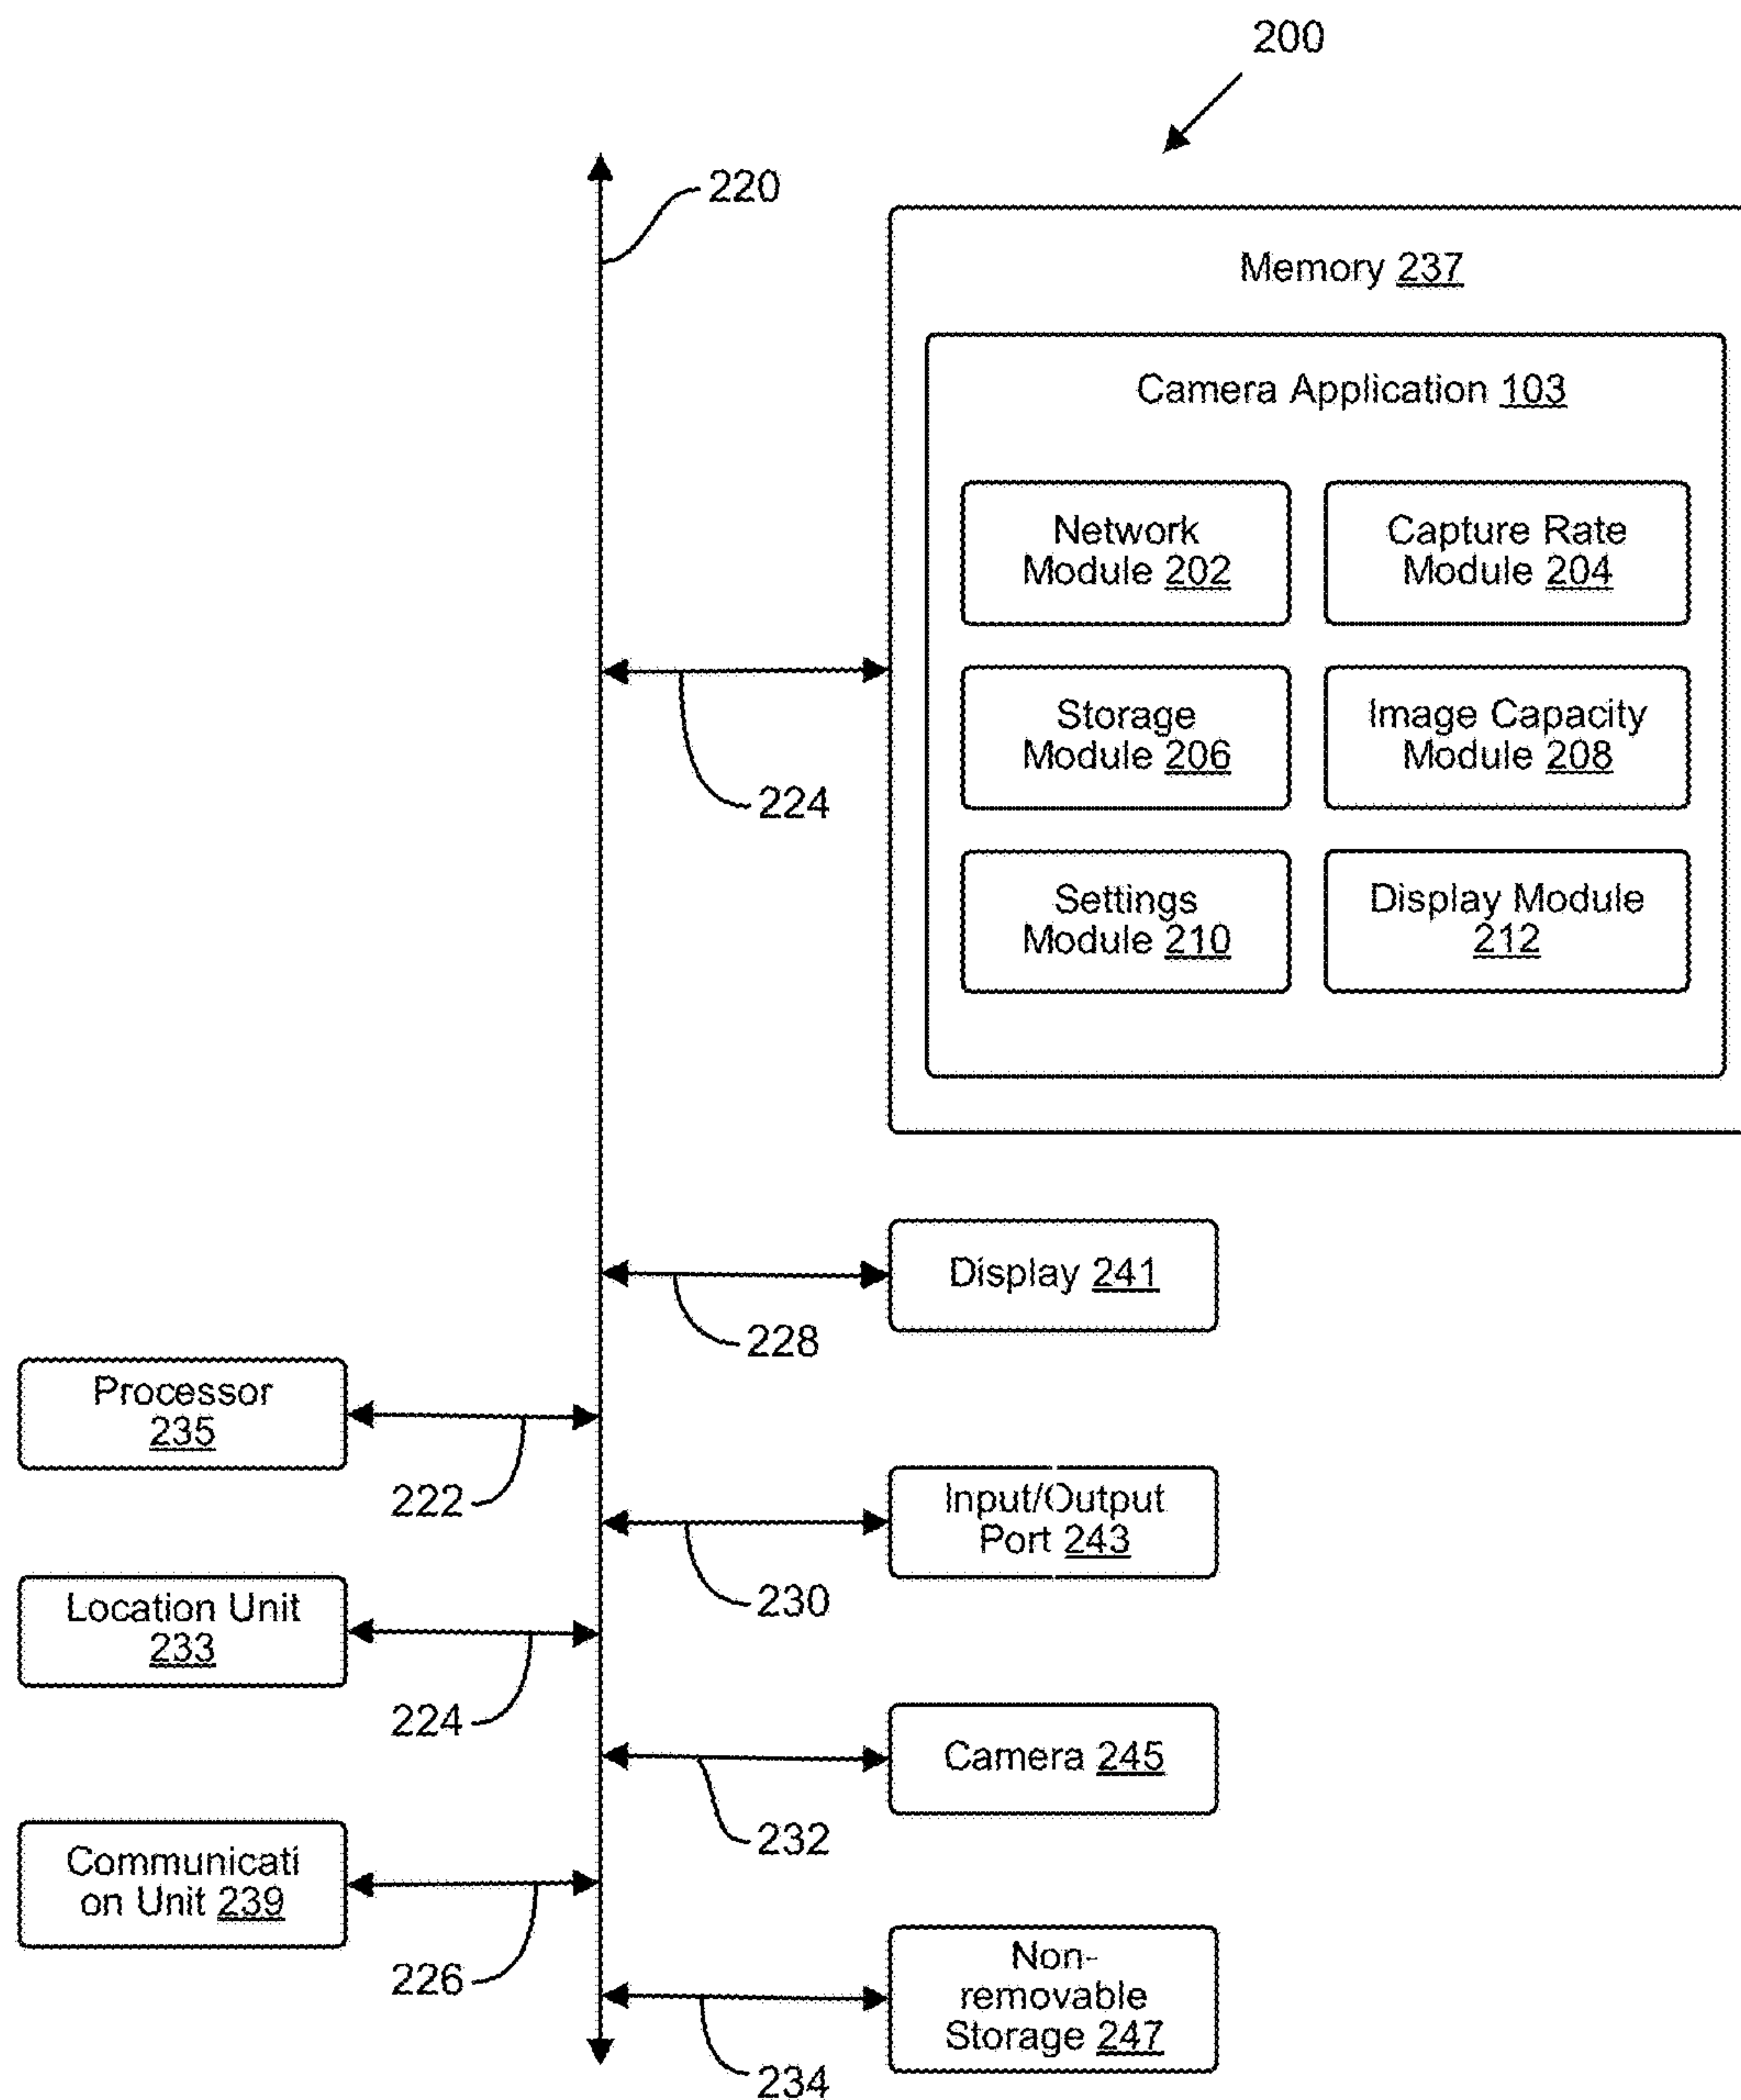 200
220
Memory 237
Camera Application 103
Network
Module 202
Capture Rate
Module 204
Storage
Module 206
Image Capacity
Module 208
224
Settings
Module 210
Display Module
212
Display 241
228
Processor
235
222
Input/Output
Port 243
230
Location Unit
233
224
Camera 245
232
Communicati
on Unit 239
226
Non-
removable
Storage 247
234